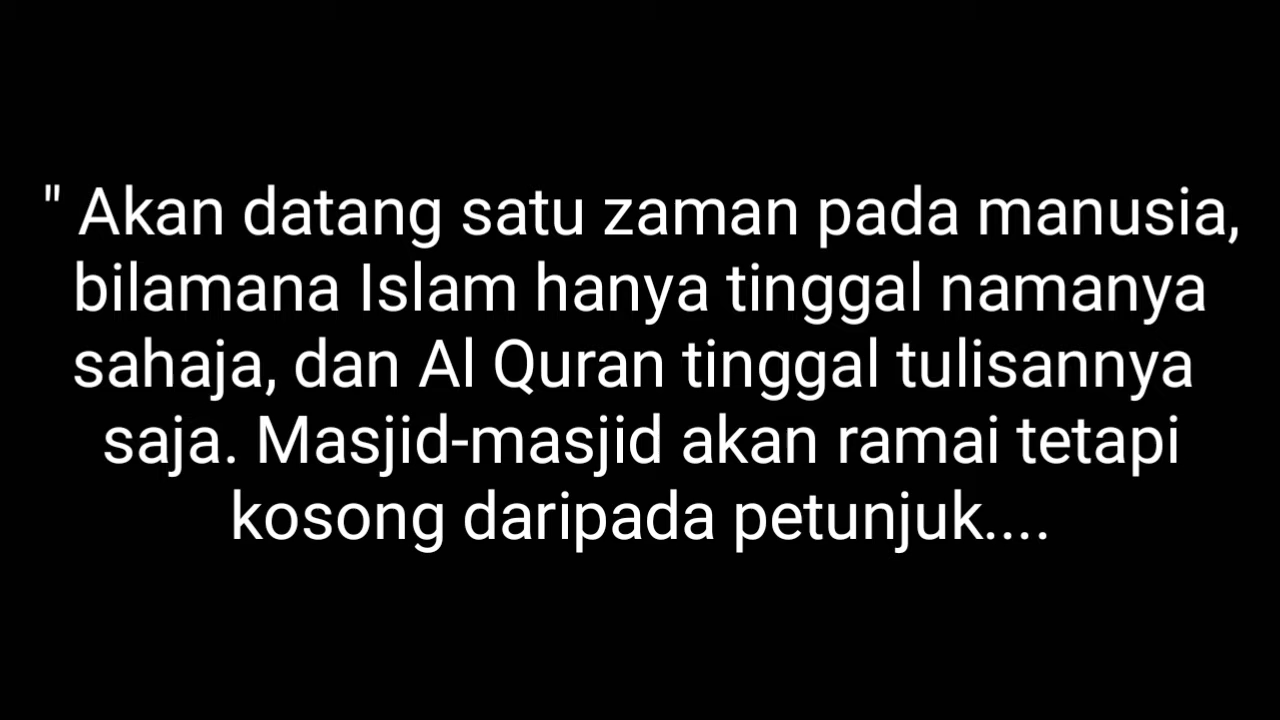 " Akan datang satu zaman pada manusia,
bilamana Islam hanya tinggal namanya
sahaja, dan Al Quran tinggal tulisannya
saja. Masjid-masjid akan ramai tetapi
kosong daripada petunjuk....